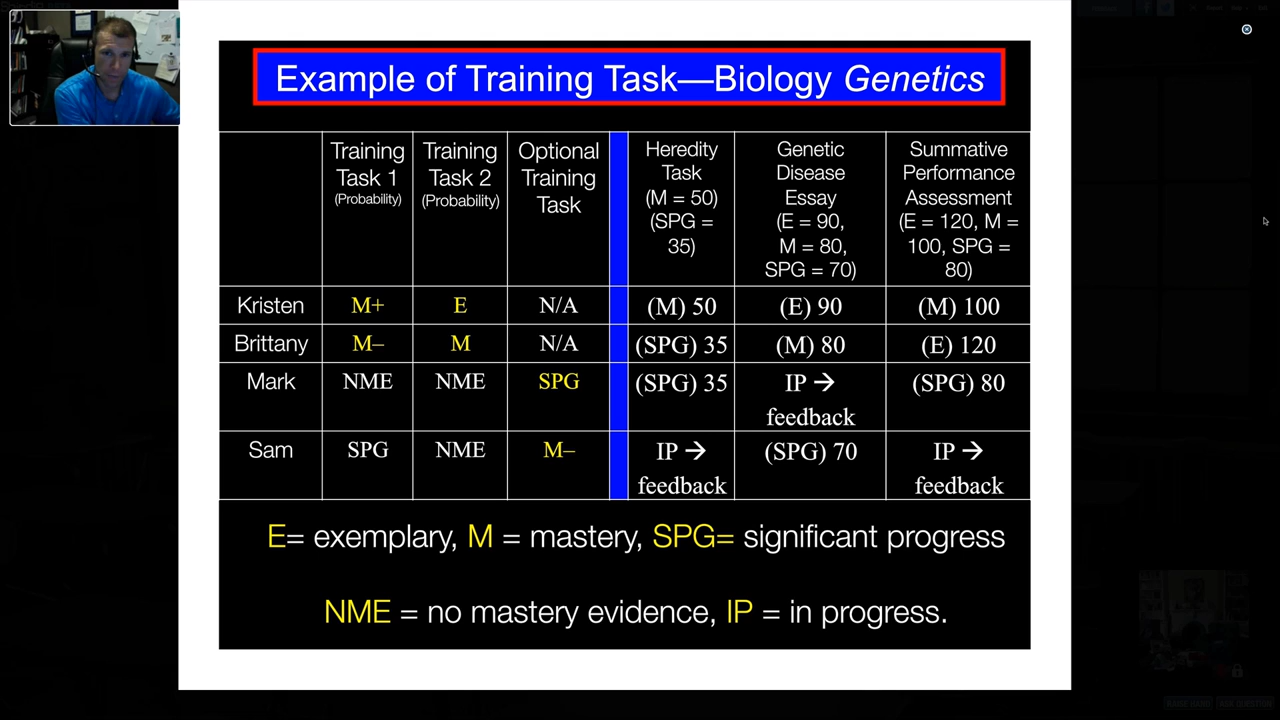 Example of Training Task—Biology Genetics
Training Task 1 (Probability)
Training Task 2 (Probability)
Optional Training Task
Heredity Task (M = 50) (SPG = 35)
Genetic Disease Essay (E = 90, M = 80, SPG = 70)
Summative Performance Assessment (E = 120, M = 100, SPG = 80)
Kristen M+ E N/A (M) 50 (E) 90 (M) 100
Brittany M– M N/A (SPG) 35 (M) 80 (E) 120
Mark NME NME SPG (SPG) 35 IP → feedback (SPG) 80
Sam SPG NME M– IP → feedback (SPG) 70 IP → feedback
E= exemplary, M = mastery, SPG= significant progress
NME = no mastery evidence, IP = in progress.